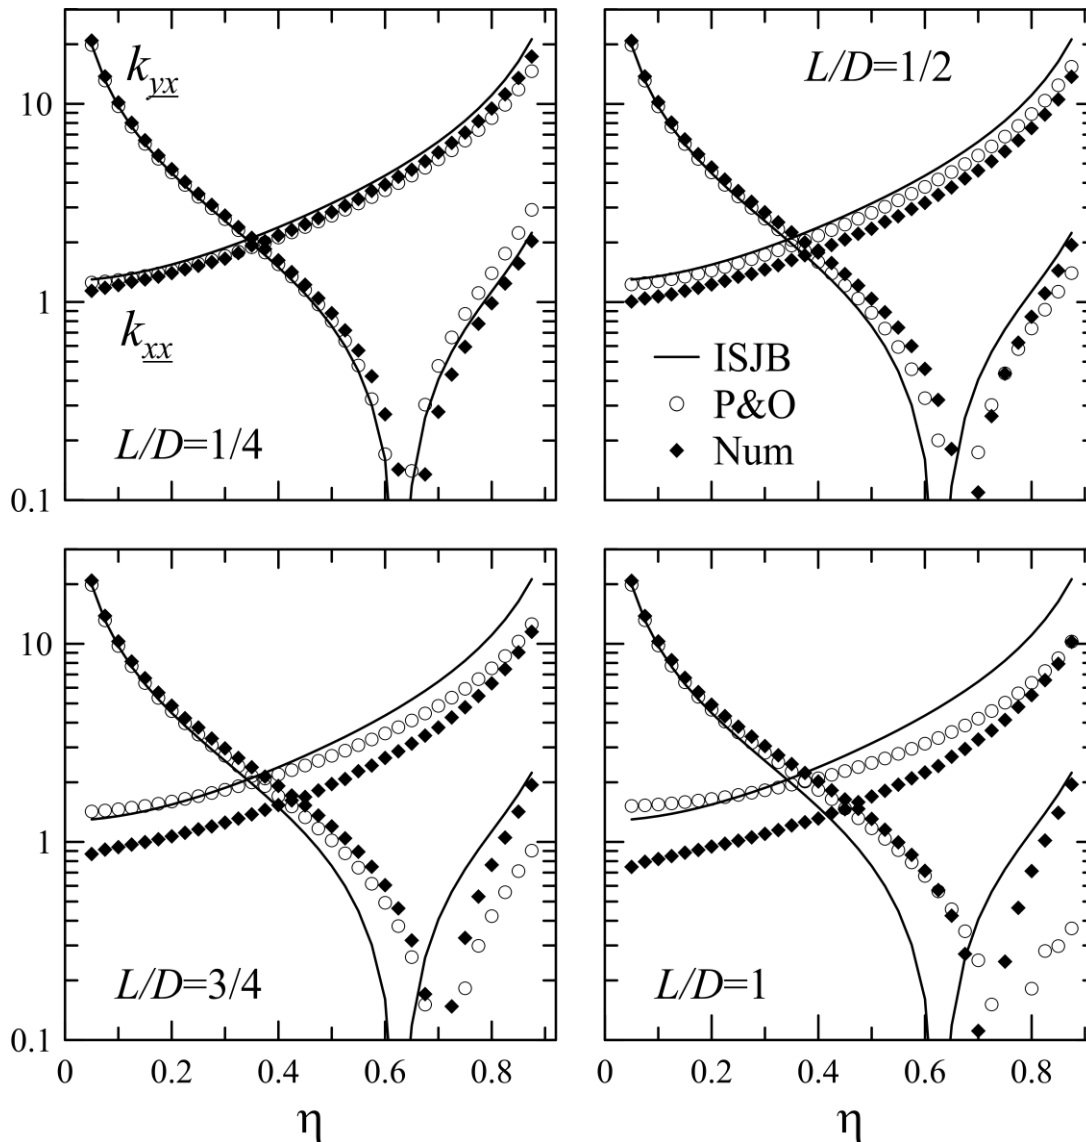 k_yx
L/D=1/2
10
1
k_xx
ISJB
P&O
Num
L/D=1/4
0.1
10
1
L/D=3/4
L/D=1
0.1
0 0.2 0.4 0.6 0.8 0 0.2 0.4 0.6 0.8
η η